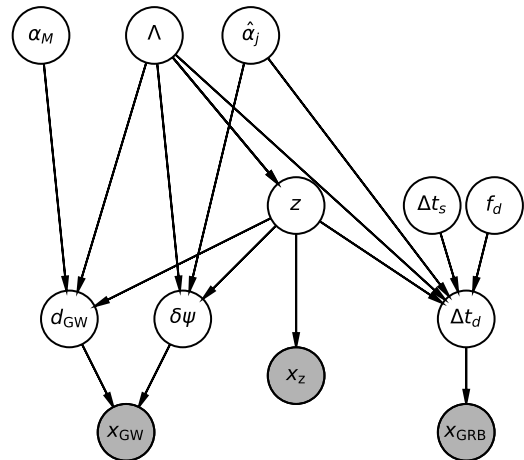 α_M Λ α̂_j
z Δt_s f_d
d_GW δψ Δt_d
x_z
x_GW x_GRB